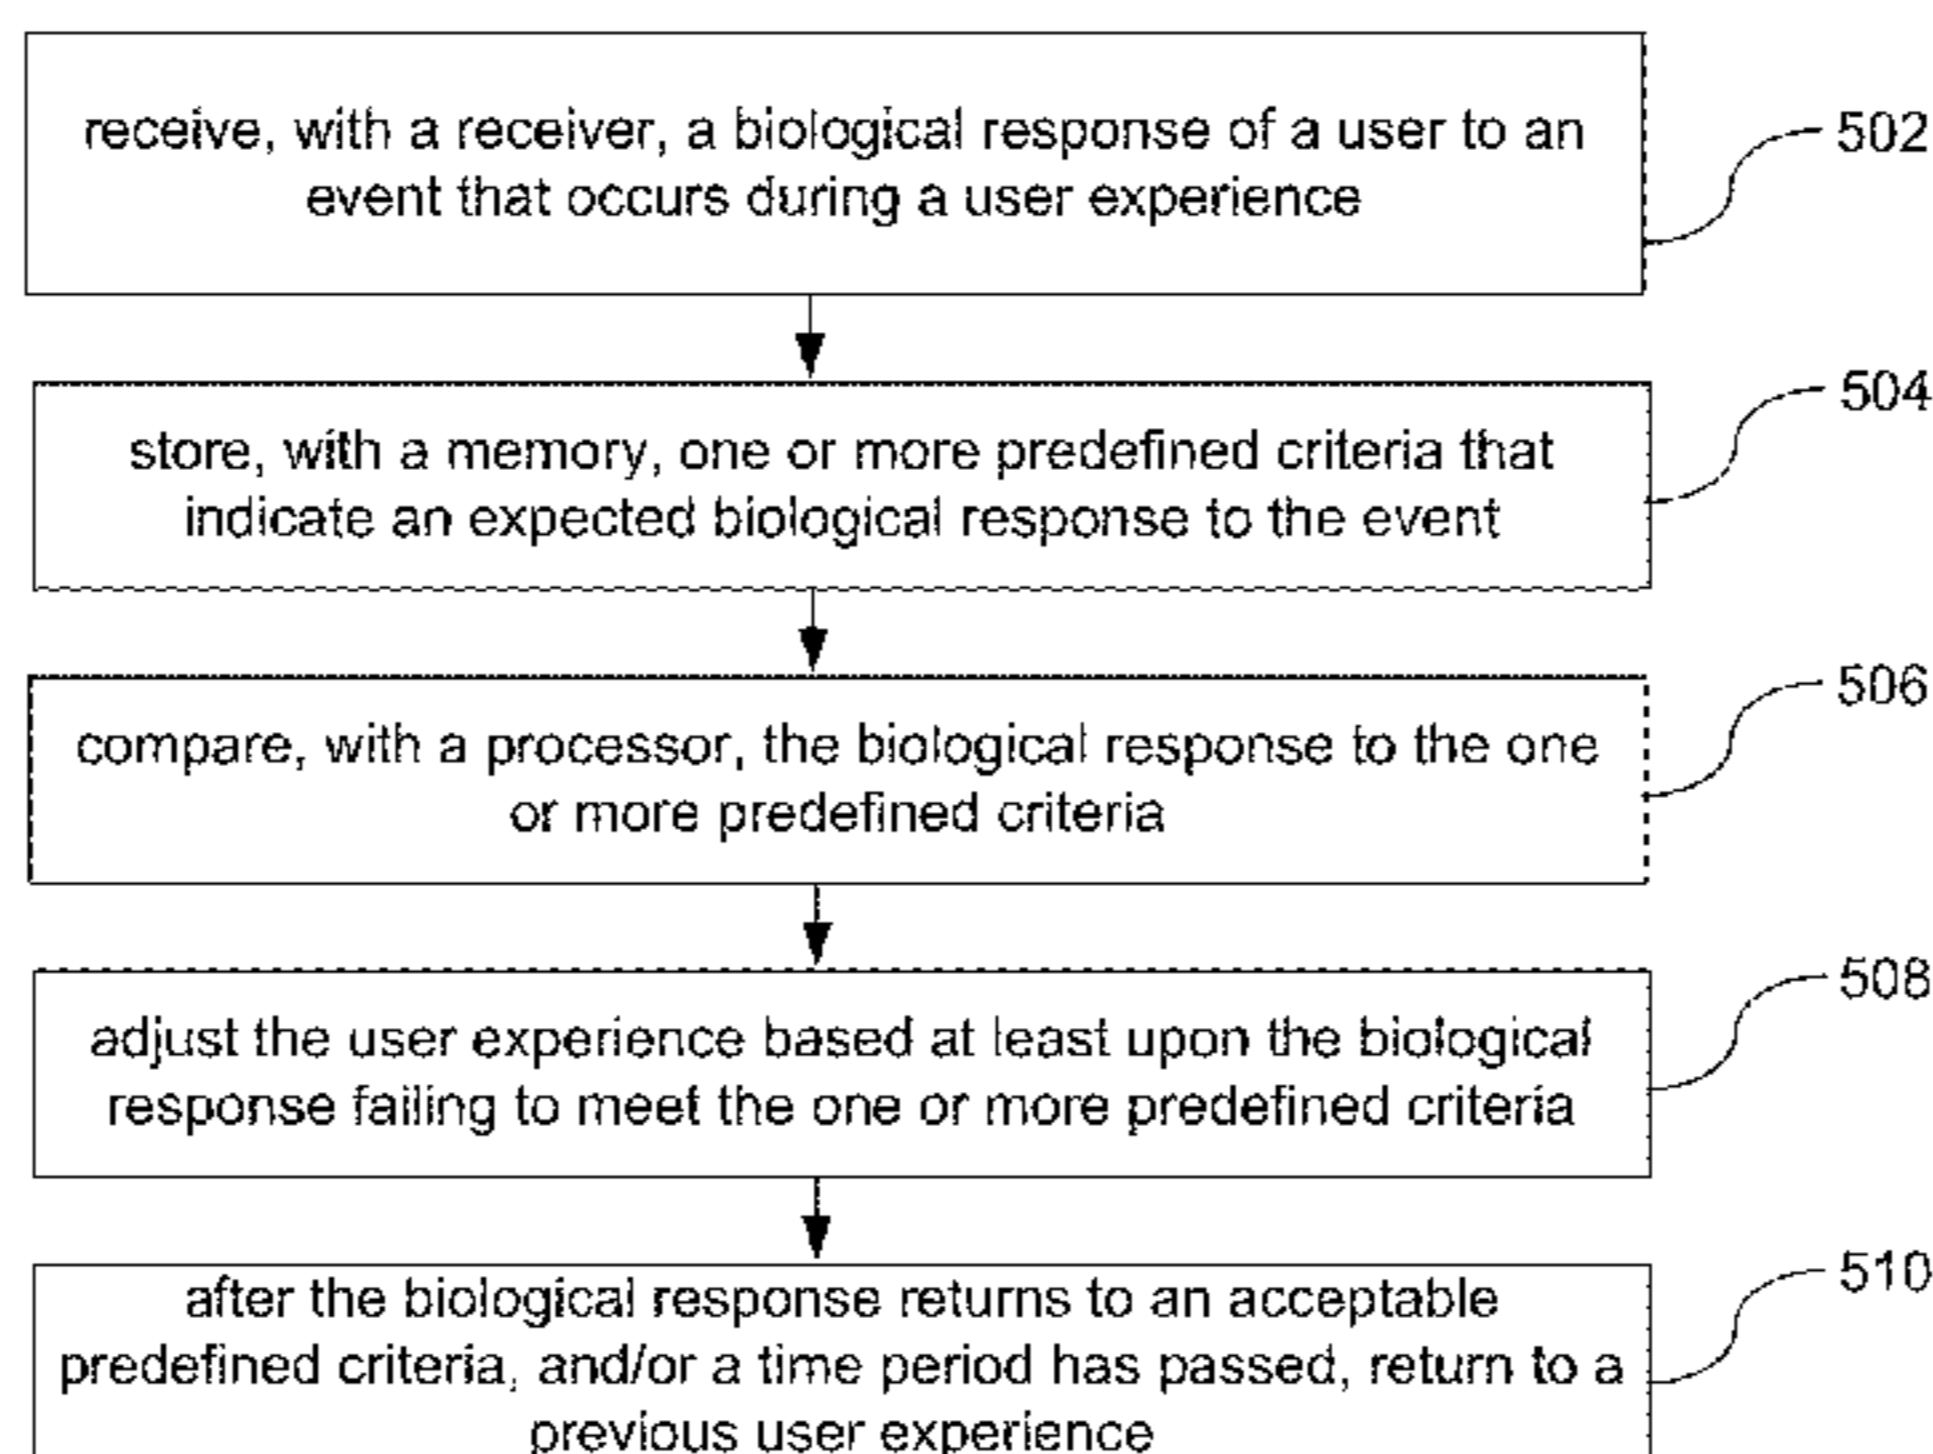 receive, with a receiver, a biological response of a user to an
event that occurs during a user experience
502
store, with a memory, one or more predefined criteria that
indicate an expected biological response to the event
504
compare, with a processor, the biological response to the one
or more predefined criteria
506
adjust the user experience based at least upon the biological
response failing to meet the one or more predefined criteria
508
after the biological response returns to an acceptable
predefined criteria, and/or a time period has passed, return to a
previous user experience
510